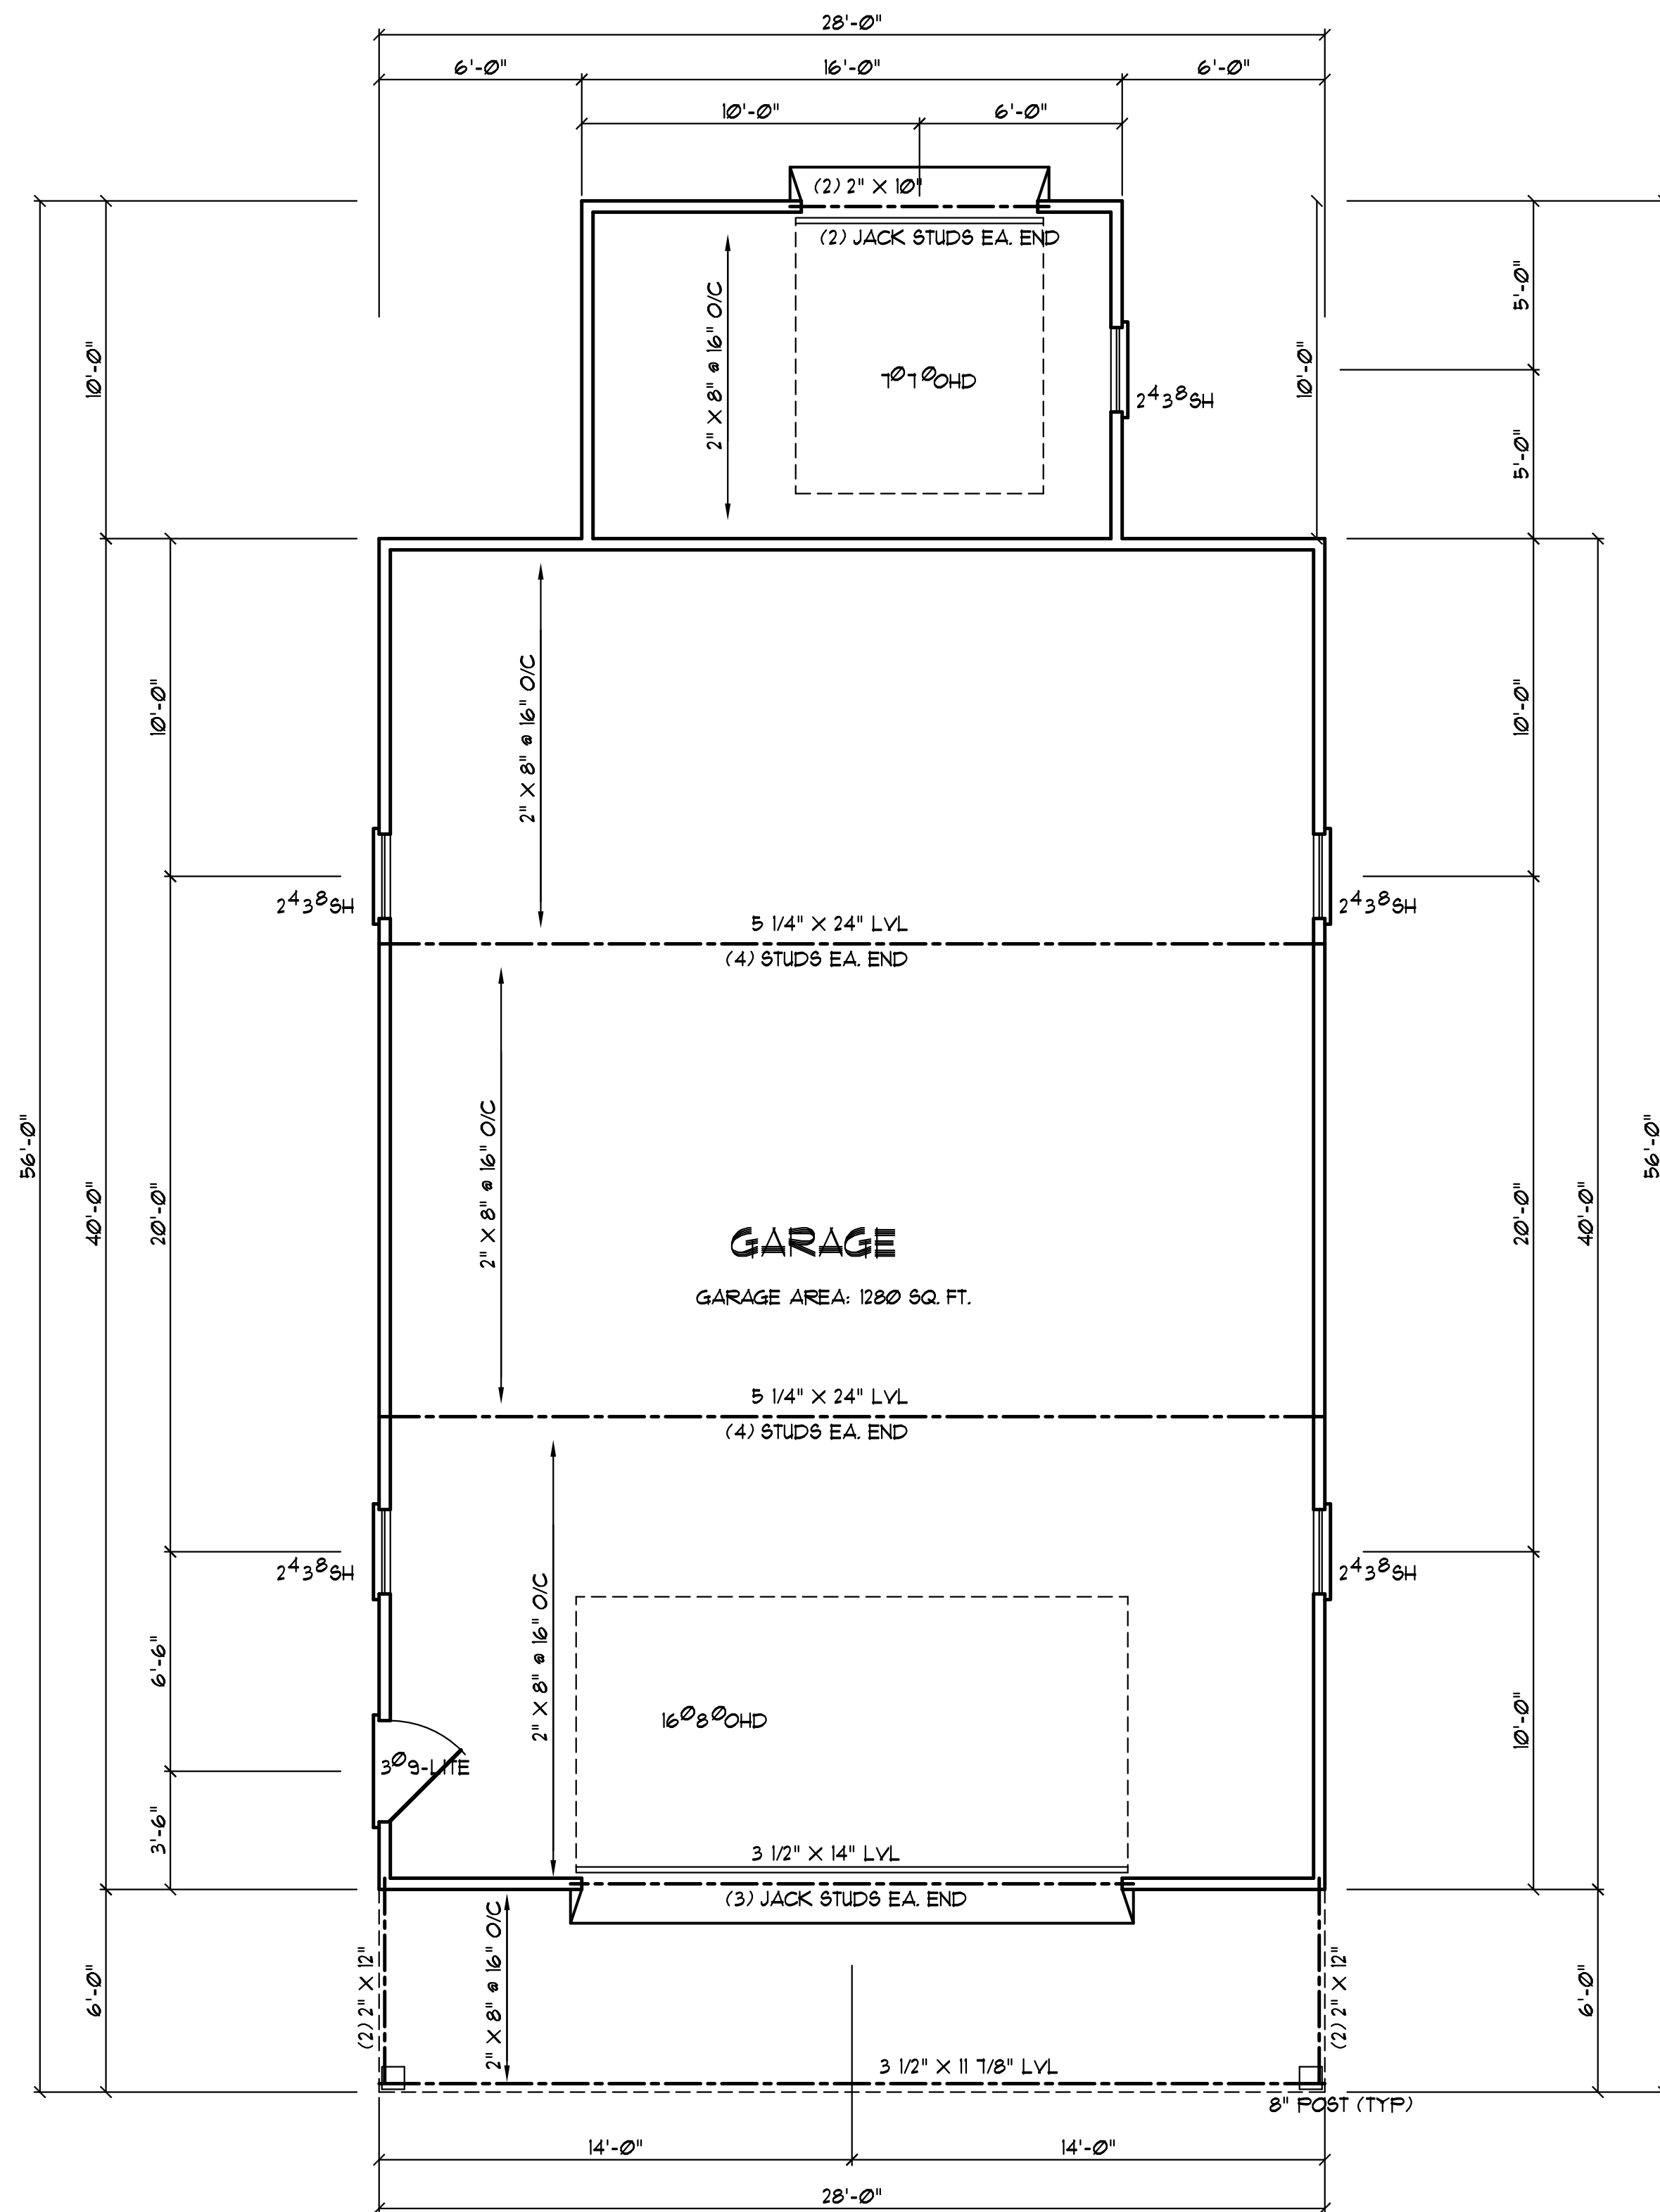 28'-0"
6'-0" 16'-0" 6'-0"
10'-0" 6'-0"
(2) 2" X 10"
(2) JACK STUDS EA. END
2" X 8" @ 16" O/C
7⁰7⁰OHD
2⁴3⁸SH
10'-0"
10'-0"
5'-0"
5'-0"
10'-0"
2" X 8" @ 16" O/C
10'-0"
2⁴3⁸SH
2⁴3⁸SH
5 1/4" X 24" LVL
(4) STUDS EA. END
56'-0"
40'-0"
20'-0"
2" X 8" @ 16" O/C
GARAGE
GARAGE AREA: 1280 SQ. FT.
20'-0"
40'-0"
56'-0"
5 1/4" X 24" LVL
(4) STUDS EA. END
2⁴3⁸SH
2⁴3⁸SH
6'-6"
2" X 8" @ 16" O/C
16⁰8⁰OHD
10'-0"
3⁰9-LITE
3'-6"
3 1/2" X 14" LVL
(3) JACK STUDS EA. END
6'-0"
(2) 2" X 12"
2" X 8" @ 16" O/C
(2) 2" X 12"
6'-0"
3 1/2" X 11 7/8" LVL
8" POST (TYP)
14'-0" 14'-0"
28'-0"